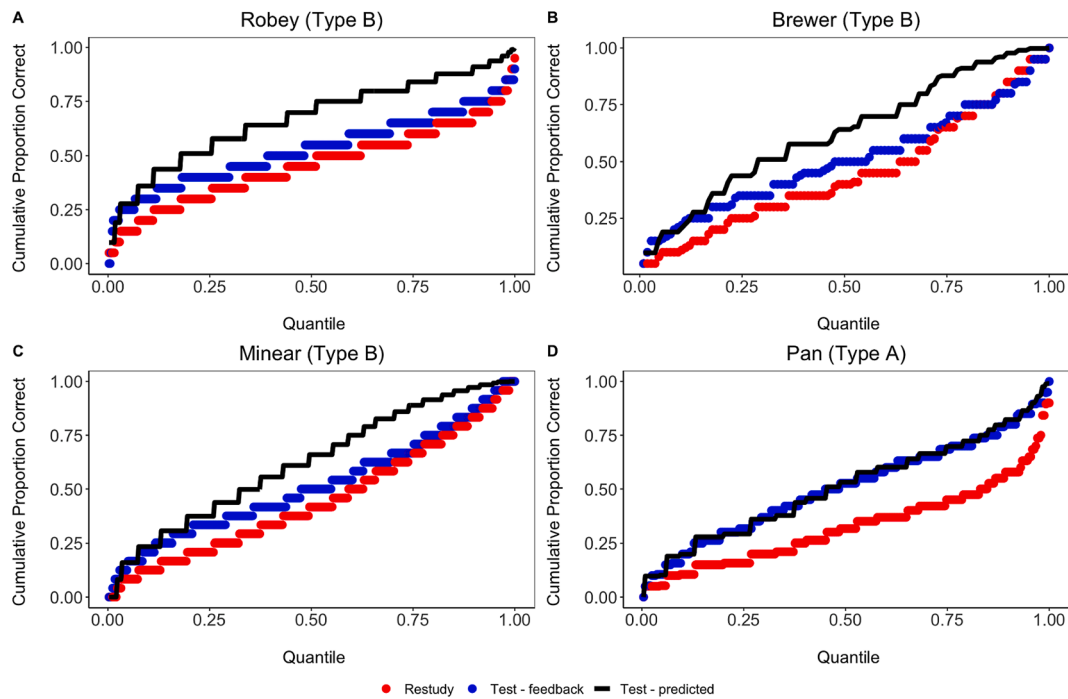 A
Robey (Type B)
Cumulative Proportion Correct
1.00
0.75
0.50
0.25
0.00
0.00 0.25 0.50 0.75 1.00
Quantile
B
Brewer (Type B)
Cumulative Proportion Correct
1.00
0.75
0.50
0.25
0.00 0.25 0.50 0.75 1.00
Quantile
C
Minear (Type B)
Cumulative Proportion Correct
1.00
0.75
0.50
0.25
0.00
0.00 0.25 0.50 0.75 1.00
Quantile
D
Pan (Type A)
Cumulative Proportion Correct
1.00
0.75
0.50
0.25
0.00
0.00 0.25 0.50 0.75 1.00
Quantile
Restudy Test - feedback Test - predicted